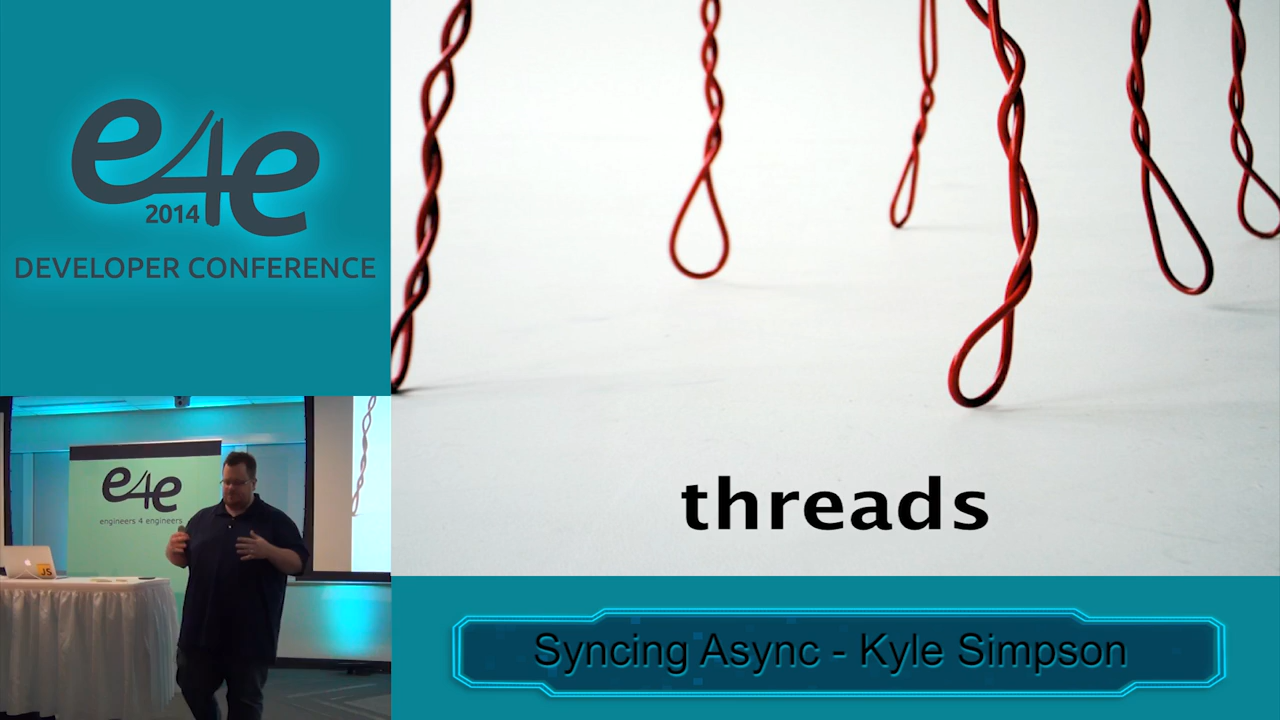 e4e
2014
DEVELOPER CONFERENCE
e4e
engineers 4 engineers
JS
threads
Syncing Async - Kyle Simpson